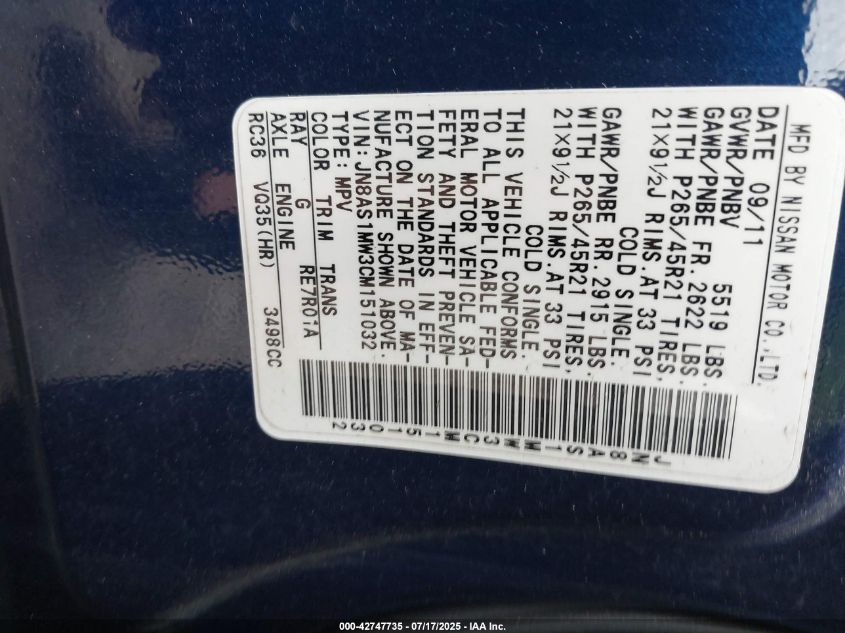 MFD BY NISSAN MOTOR CO.,LTD.
DATE 09/11
GVWR/PNBV 5519 LBS.
GAWR/PNBE FR. 2622 LBS.
WITH P265/45R21 TIRES,
21X9½J RIMS.AT 33 PSI
COLD SINGLE.
GAWR/PNBE RR. 2915 LBS.
WITH P265/45R21 TIRES,
21X9½J RIMS.AT 33 PSI
COLD SINGLE.
THIS VEHICLE CONFORMS
TO ALL APPLICABLE FED-
ERAL MOTOR VEHICLE SA-
FETY AND THEFT PREVEN-
TION STANDARDS IN EFF-
ECT ON THE DATE OF MA-
NUFACTURE SHOWN ABOVE.
VIN:JN8AS1MW3CM151032
TYPE:MPV
COLOR TRIM TRANS
RAY G RE7R01A
AXLE ENGINE
RC36 VQ35(HR) 3498CC
JN8AS1MW3CM151032
000-42747735 - 07/17/2025 - IAA Inc.